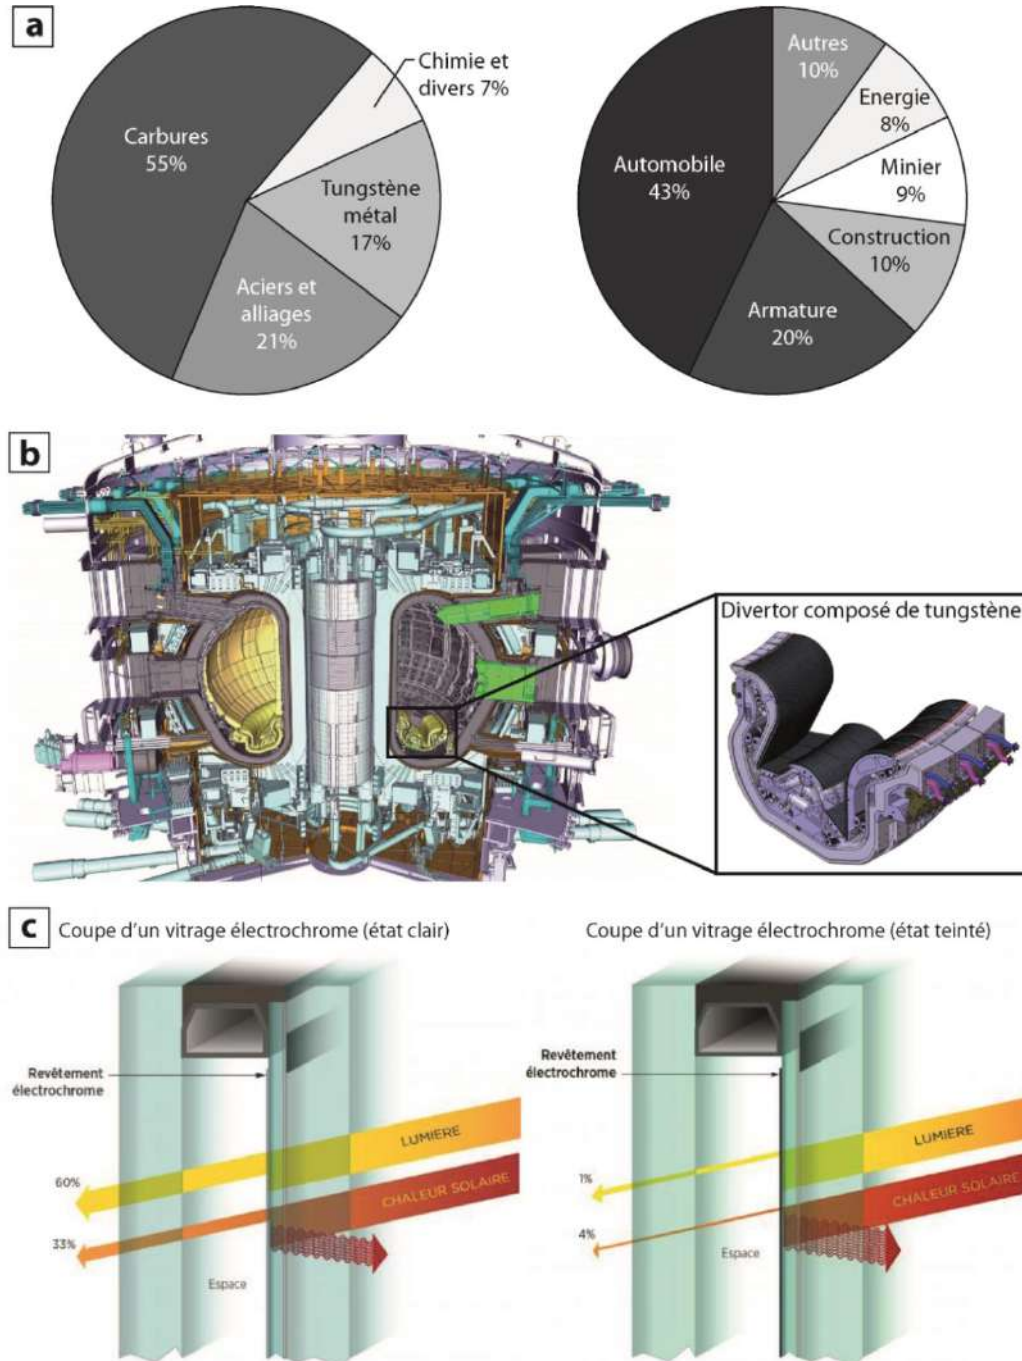 a
Chimie et
divers 7%
Carbures
55%
Tungstène
métal
17%
Aciers et
alliages
21%
Autres
10%
Energie
8%
Minier
9%
Automobile
43%
Construction
10%
Armature
20%
b
Divertor composé de tungstène
c
Coupe d'un vitrage électrochrome (état clair)
Revêtement
électrochrome
LUMIERE
60%
CHALEUR SOLAIRE
33%
Espace
Coupe d'un vitrage électrochrome (état teinté)
Revêtement
électrochrome
LUMIERE
1%
CHALEUR SOLAIRE
4%
Espace